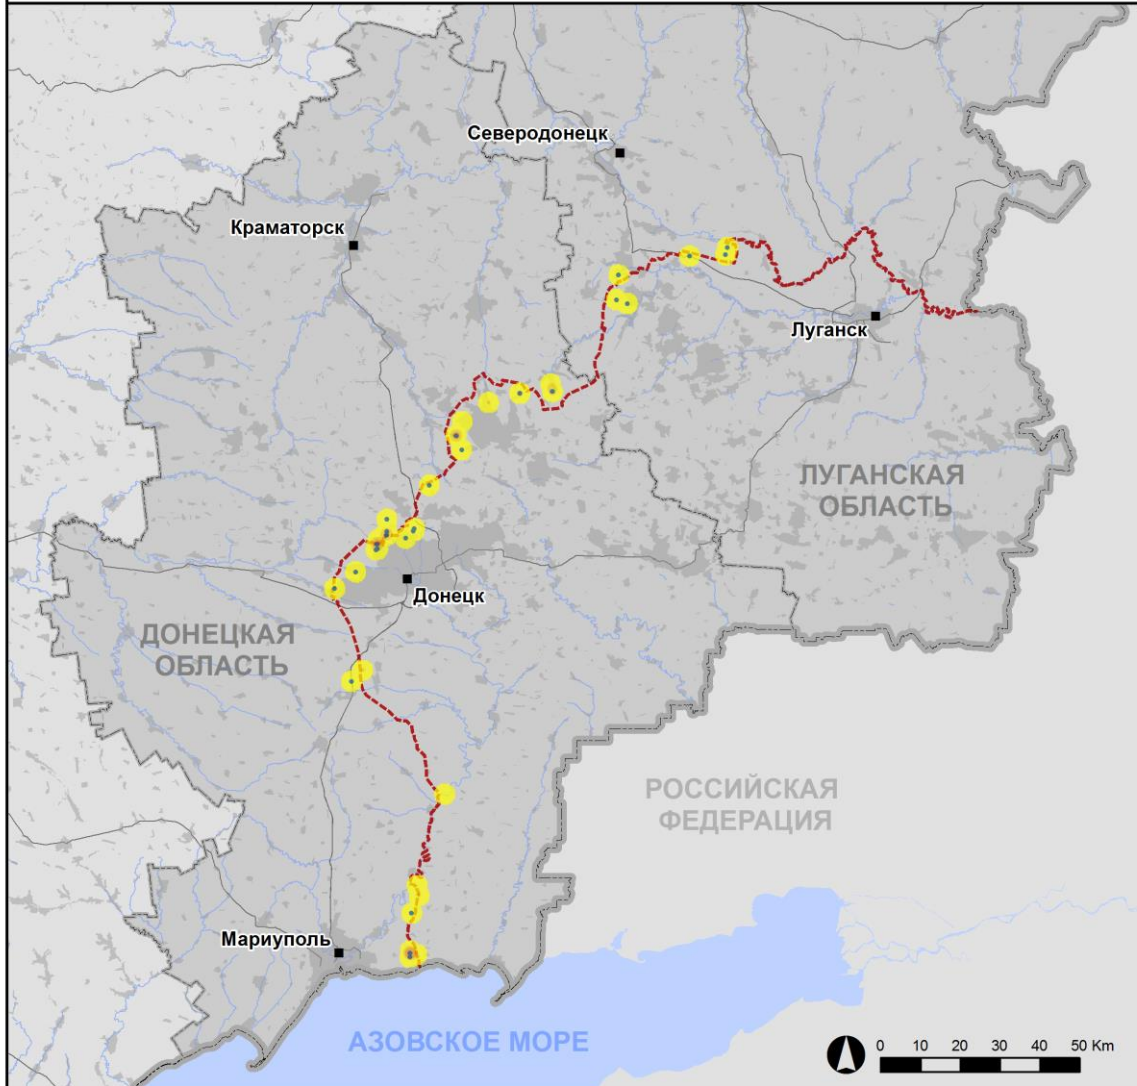 Северодонецк
Краматорск
Луганск
ЛУГАНСКАЯ
ОБЛАСТЬ
Донецк
ДОНЕЦКАЯ
ОБЛАСТЬ
РОССИЙСКАЯ
ФЕДЕРАЦИЯ
Мариуполь
АЗОВСКОЕ МОРЕ
0 10 20 30 40 50 Km